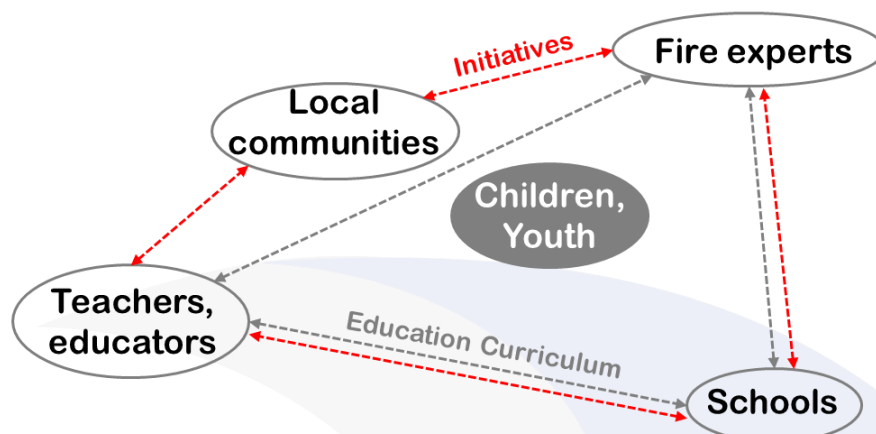 Initiatives
Fire experts
Local
communities
Children,
Youth
Teachers,
educators
Education Curriculum
Schools